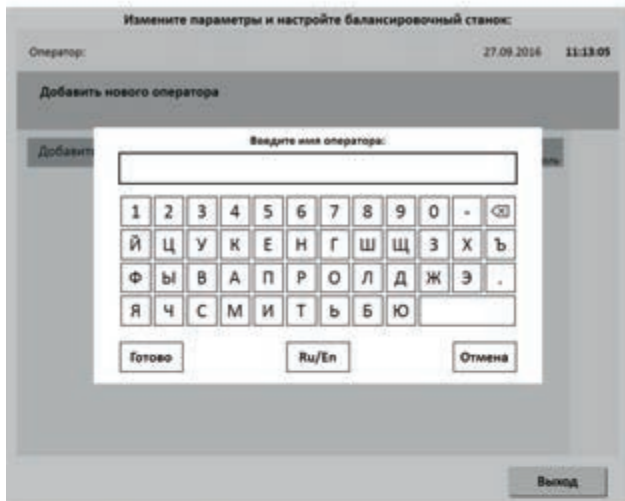 Измените параметры и настройте балансировочный станок:
Оператор: 27.09.2016 11:13:05
Добавить нового оператора
Введите имя оператора:
1 2 3 4 5 6 7 8 9 0 - ⌫
Й Ц У К Е Н Г Ш Щ З Х Ъ
Ф Ы В А П Р О Л Д Ж Э .
Я Ч С М И Т Ь Б Ю
Готово Ru/En Отмена
Выход